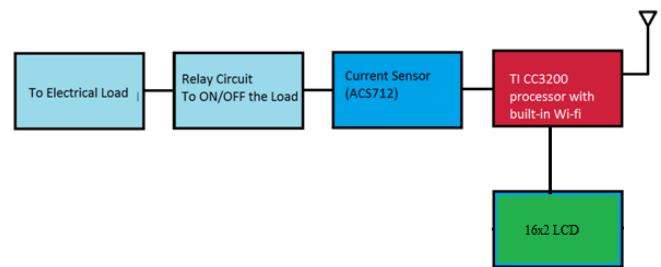 To Electrical Load
Relay Circuit
To ON/OFF the Load
Current Sensor
(ACS712)
TI CC3200
processor with
built-in Wi-fi
16x2 LCD